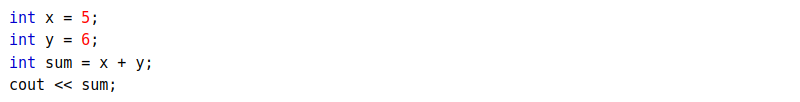 int x = 5;
int y = 6;
int sum = x + y;
cout << sum;